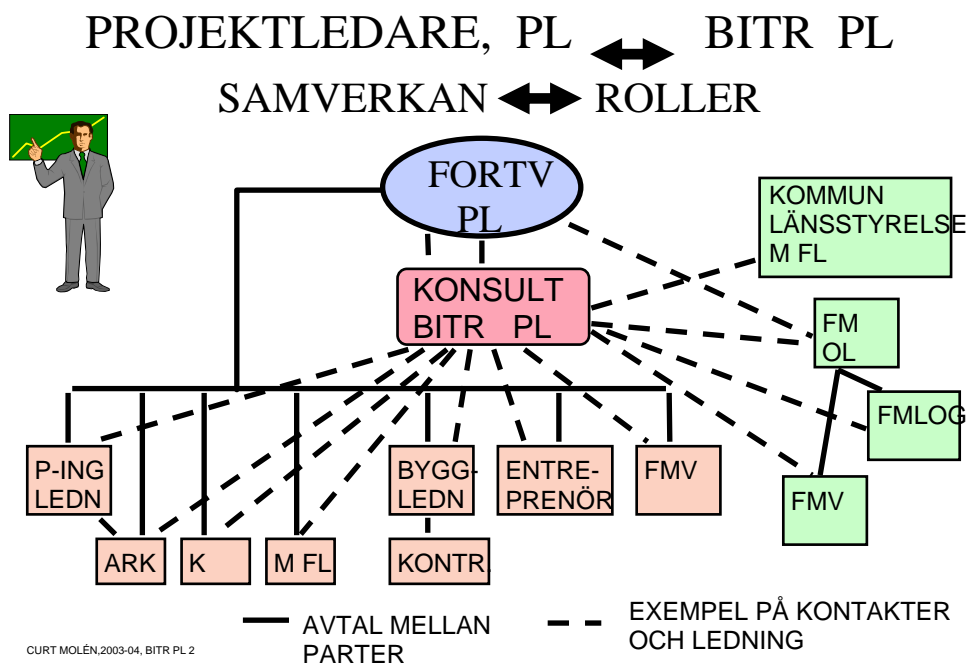 PROJEKTLEDARE, PL BITR PL
SAMVERKAN ROLLER
FORTV
PL
KOMMUN
LÄNSSTYRELSE
M FL
KONSULT
BITR PL
FM
OL
FMLOG
FMV
P-ING
LEDN
BYGG-
LEDN
ENTRE-
PRENÖR
FMV
ARK
K
M FL
KONTR.
AVTAL MELLAN
PARTER
EXEMPEL PÅ KONTAKTER
OCH LEDNING
CURT MOLÉN,2003-04, BITR PL 2